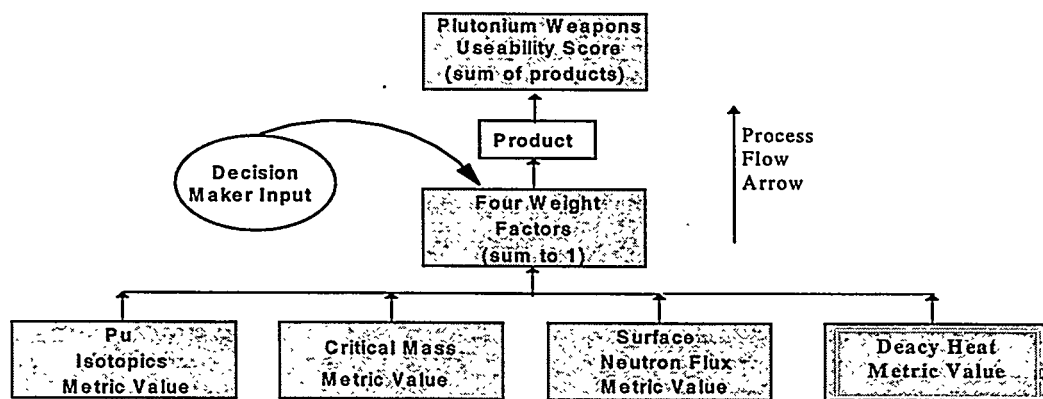 Plutonium Weapons
Useability Score
(sum of products)
Product
Process
Flow
Arrow
Decision
Maker Input
Four Weight
Factors
(sum to 1)
Pu
Isotopics
Metric Value
Critical Mass
Metric Value
Surface
Neutron Flux
Metric Value
Deacy Heat
Metric Value